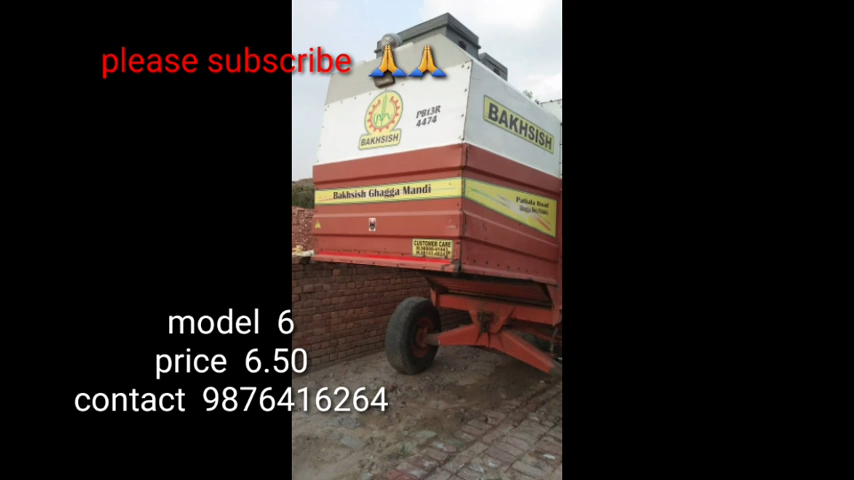 please subscribe 🙏🙏
PB13R
4474
BAKHSISH
BAKHSISH
Bakhsish Ghagga Mandi
Patiala Road
CUSTOMER CARE
model 6
price 6.50
contact 9876416264